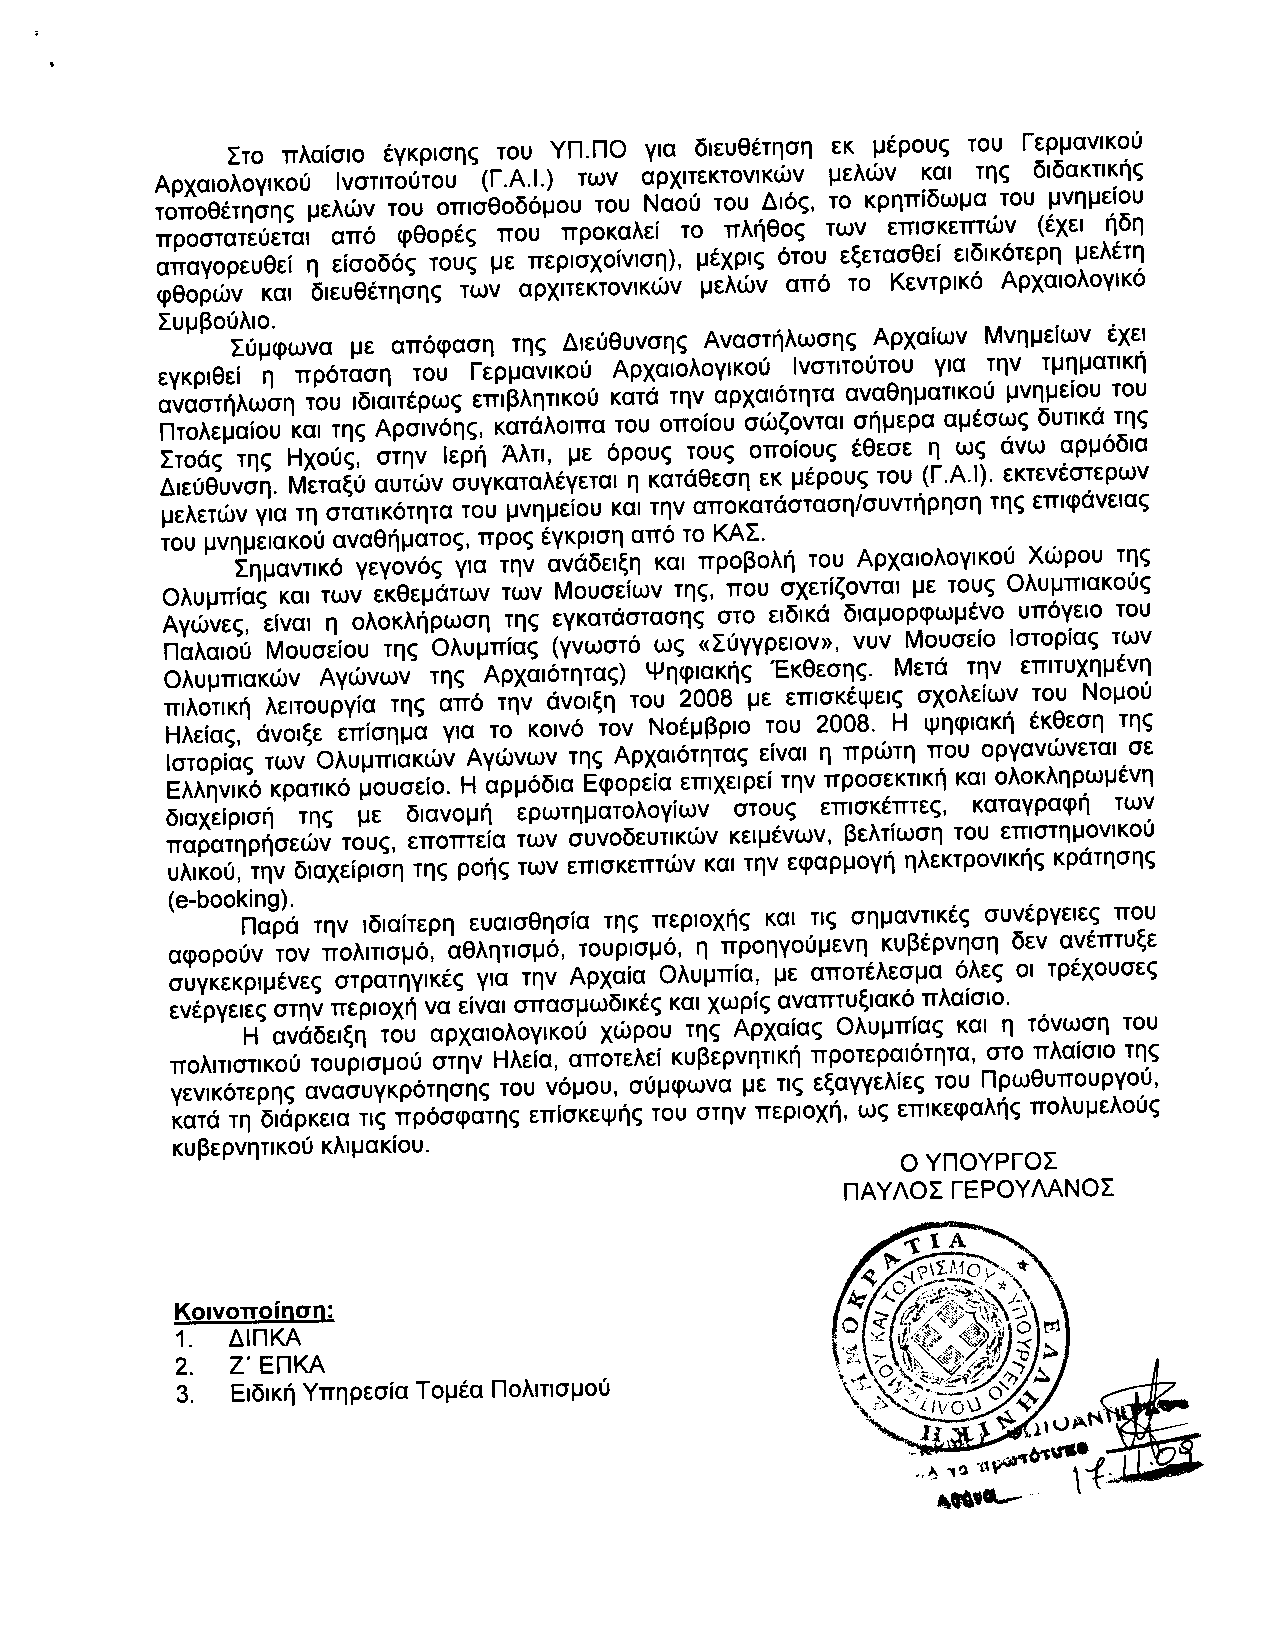 Στο πλαίσιο έγκρισης του ΥΠ.ΠΟ για διευθέτηση εκ μέρους του Γερμανικού
Αρχαιολογικού Ινστιτούτου (Γ.Α.Ι.) των αρχιτεκτονικών μελών και της διδακτικής
τοποθέτησης μελών του οπισθοδόμου του Ναού του Διός, το κρηπίδωμα του μνημείου
προστατεύεται από φθορές που προκαλεί το πλήθος των επισκεπτών (έχει ήδη
απαγορευθεί η είσοδός τους με περισχοίνιση), μέχρις ότου εξετασθεί ειδικότερη μελέτη
φθορών και διευθέτησης των αρχιτεκτονικών μελών από το Κεντρικό Αρχαιολογικό
Συμβούλιο.
Σύμφωνα με απόφαση της Διεύθυνσης Αναστήλωσης Αρχαίων Μνημείων έχει
εγκριθεί η πρόταση του Γερμανικού Αρχαιολογικού Ινστιτούτου για την τμηματική
αναστήλωση του ιδιαιτέρως επιβλητικού κατά την αρχαιότητα αναθηματικού μνημείου του
Πτολεμαίου και της Αρσινόης, κατάλοιπα του οποίου σώζονται σήμερα αμέσως δυτικά της
Στοάς της Ηχούς, στην Ιερή Άλτι, με όρους τους οποίους έθεσε η ως άνω αρμόδια
Διεύθυνση. Μεταξύ αυτών συγκαταλέγεται η κατάθεση εκ μέρους του (Γ.Α.Ι). εκτενέστερων
μελετών για τη στατικότητα του μνημείου και την αποκατάσταση/συντήρηση της επιφάνειας
του μνημειακού αναθήματος, προς έγκριση από το ΚΑΣ.
Σημαντικό γεγονός για την ανάδειξη και προβολή του Αρχαιολογικού Χώρου της
Ολυμπίας και των εκθεμάτων των Μουσείων της, που σχετίζονται με τους Ολυμπιακούς
Αγώνες, είναι η ολοκλήρωση της εγκατάστασης στο ειδικά διαμορφωμένο υπόγειο του
Παλαιού Μουσείου της Ολυμπίας (γνωστό ως «Σύγγρειον», νυν Μουσείο Ιστορίας των
Ολυμπιακών Αγώνων της Αρχαιότητας) Ψηφιακής Έκθεσης. Μετά την επιτυχημένη
πιλοτική λειτουργία της από την άνοιξη του 2008 με επισκέψεις σχολείων του Νομού
Ηλείας, άνοιξε επίσημα για το κοινό τον Νοέμβριο του 2008. Η ψηφιακή έκθεση της
Ιστορίας των Ολυμπιακών Αγώνων της Αρχαιότητας είναι η πρώτη που οργανώνεται σε
Ελληνικό κρατικό μουσείο. Η αρμόδια Εφορεία επιχειρεί την προσεκτική και ολοκληρωμένη
διαχείρισή της με διανομή ερωτηματολογίων στους επισκέπτες, καταγραφή των
παρατηρήσεών τους, εποπτεία των συνοδευτικών κειμένων, βελτίωση του επιστημονικού
υλικού, την διαχείριση της ροής των επισκεπτών και την εφαρμογή ηλεκτρονικής κράτησης
(e-booking).
Παρά την ιδιαίτερη ευαισθησία της περιοχής και τις σημαντικές συνέργειες που
αφορούν τον πολιτισμό, αθλητισμό, τουρισμό, η προηγούμενη κυβέρνηση δεν ανέπτυξε
συγκεκριμένες στρατηγικές για την Αρχαία Ολυμπία, με αποτέλεσμα όλες οι τρέχουσες
ενέργειες στην περιοχή να είναι σπασμωδικές και χωρίς αναπτυξιακό πλαίσιο.
Η ανάδειξη του αρχαιολογικού χώρου της Αρχαίας Ολυμπίας και η τόνωση του
πολιτιστικού τουρισμού στην Ηλεία, αποτελεί κυβερνητική προτεραιότητα, στο πλαίσιο της
γενικότερης ανασυγκρότησης του νόμου, σύμφωνα με τις εξαγγελίες του Πρωθυπουργού,
κατά τη διάρκεια τις πρόσφατης επίσκεψής του στην περιοχή, ως επικεφαλής πολυμελούς
κυβερνητικού κλιμακίου.
Ο ΥΠΟΥΡΓΟΣ
ΠΑΥΛΟΣ ΓΕΡΟΥΛΑΝΟΣ
ΕΛΛΗΝΙΚΗ ΔΗΜΟΚΡΑΤΙΑ
ΥΠΟΥΡΓΕΙΟ ΠΟΛΙΤΙΣΜΟΥ ΚΑΙ ΤΟΥΡΙΣΜΟΥ
Κοινοποίηση:
1. ΔΙΠΚΑ
2. Ζ΄ ΕΠΚΑ
3. Ειδική Υπηρεσία Τομέα Πολιτισμού
πρωτότυπο
Αθήνα 17.11.09